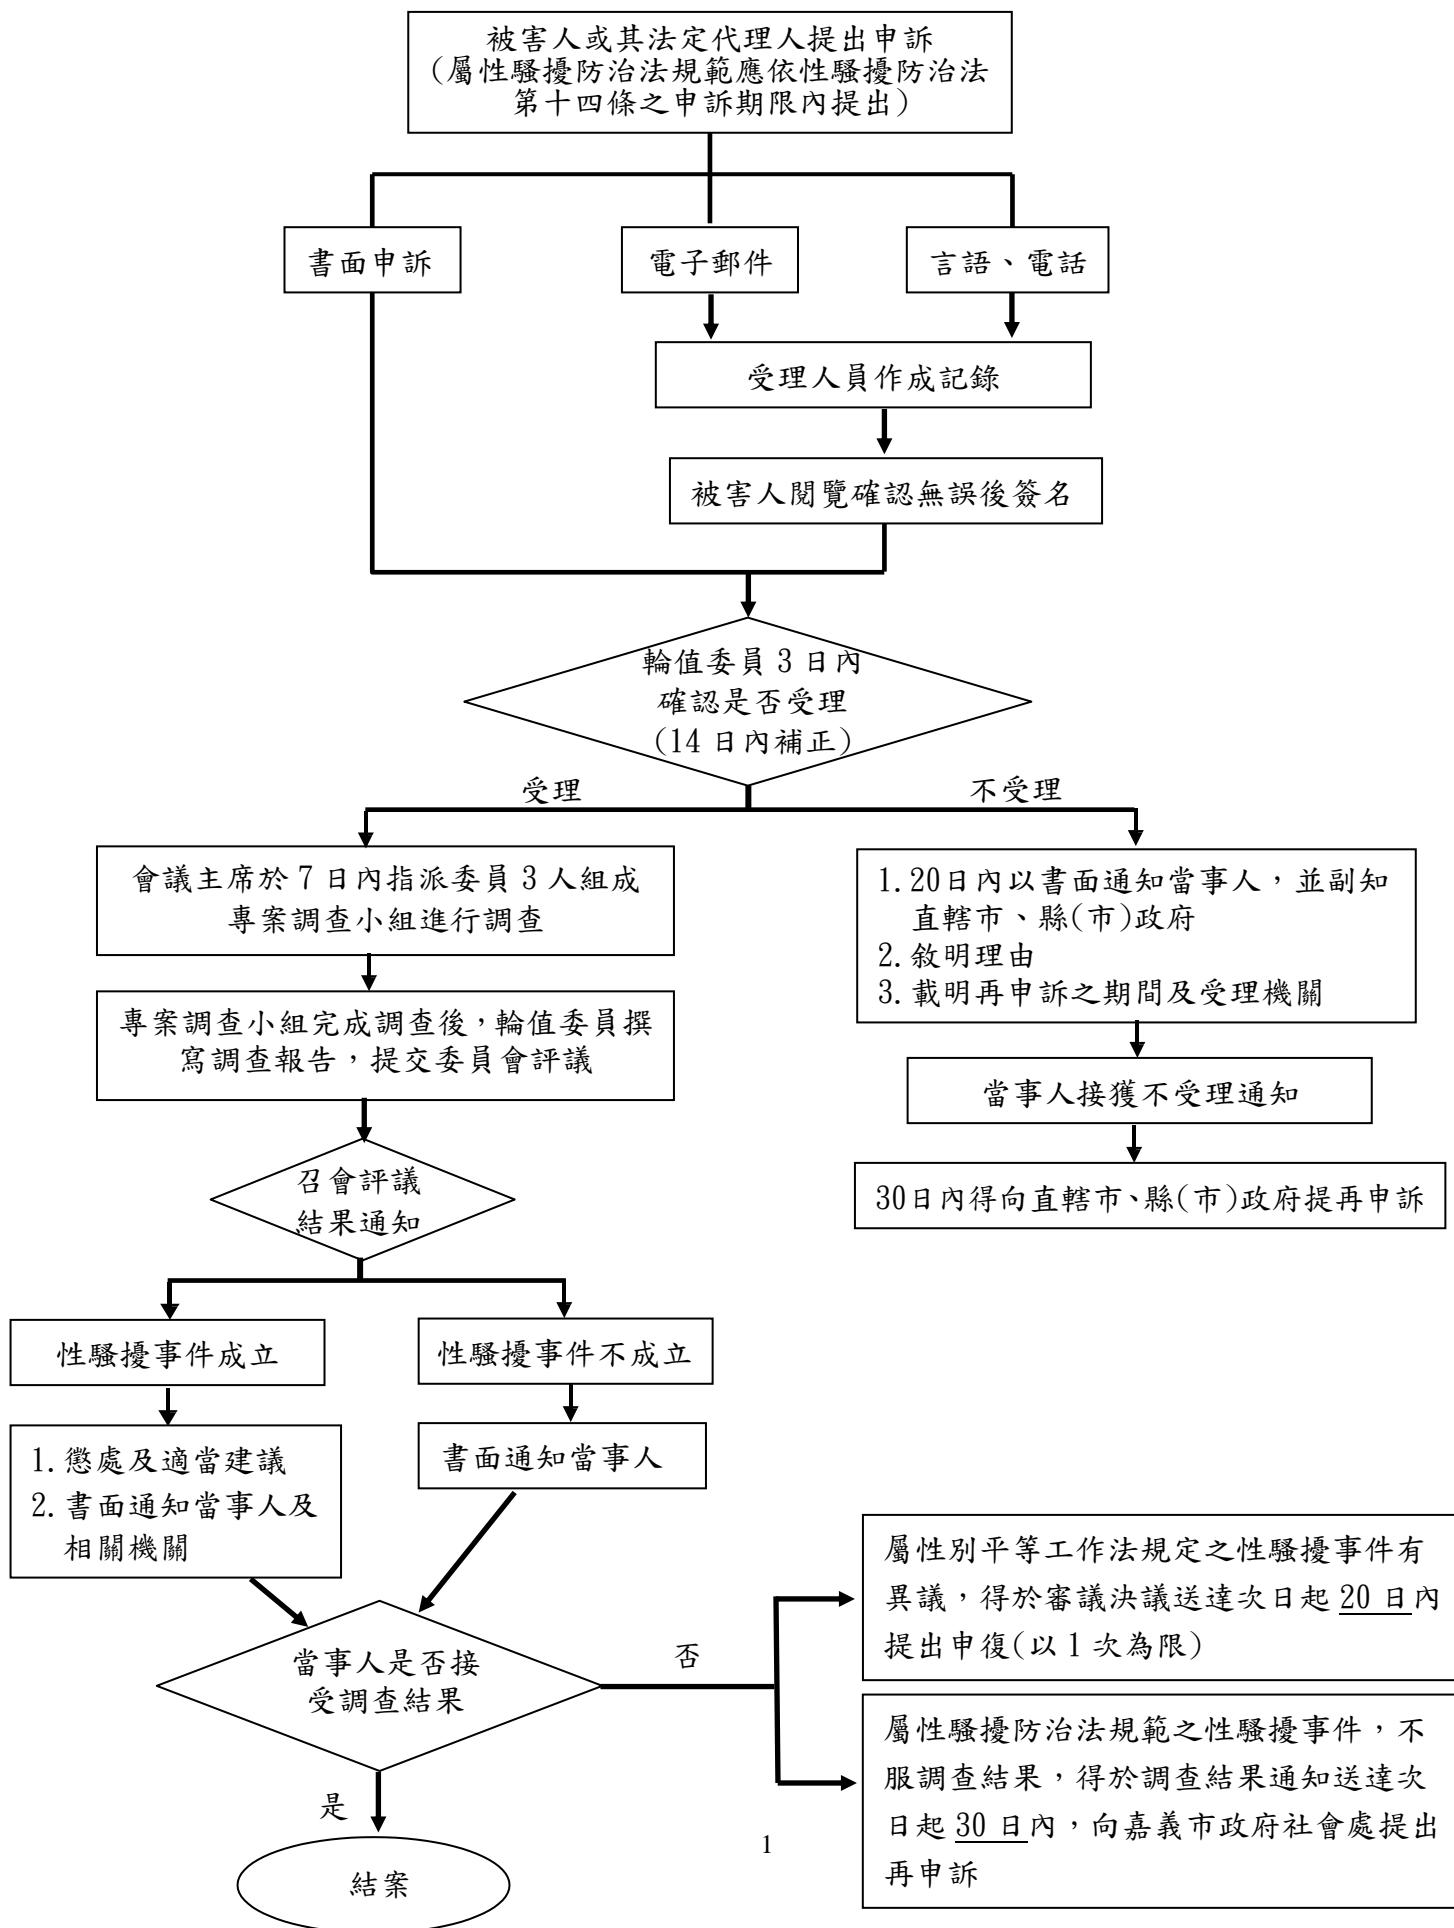 被害人或其法定代理人提出申訴
(屬性騷擾防治法規範應依性騷擾防治法
第十四條之申訴期限內提出)
書面申訴
電子郵件
言語、電話
受理人員作成記錄
被害人閱覽確認無誤後簽名
輪值委員 3 日內
確認是否受理
(14 日內補正)
受理
不受理
會議主席於 7 日內指派委員 3 人組成
專案調查小組進行調查
專案調查小組完成調查後，輪值委員撰
寫調查報告，提交委員會評議
1.20日內以書面通知當事人，並副知
直轄市、縣(市)政府
2.敘明理由
3.載明再申訴之期間及受理機關
當事人接獲不受理通知
30日內得向直轄市、縣(市)政府提再申訴
召會評議
結果通知
性騷擾事件成立
性騷擾事件不成立
1.懲處及適當建議
2.書面通知當事人及
相關機關
書面通知當事人
當事人是否接
受調查結果
否
是
結案
屬性別平等工作法規定之性騷擾事件有
異議，得於審議決議送達次日起 20 日內
提出申復(以 1 次為限)
屬性騷擾防治法規範之性騷擾事件，不
服調查結果，得於調查結果通知送達次
日起 30 日內，向嘉義市政府社會處提出
再申訴
1